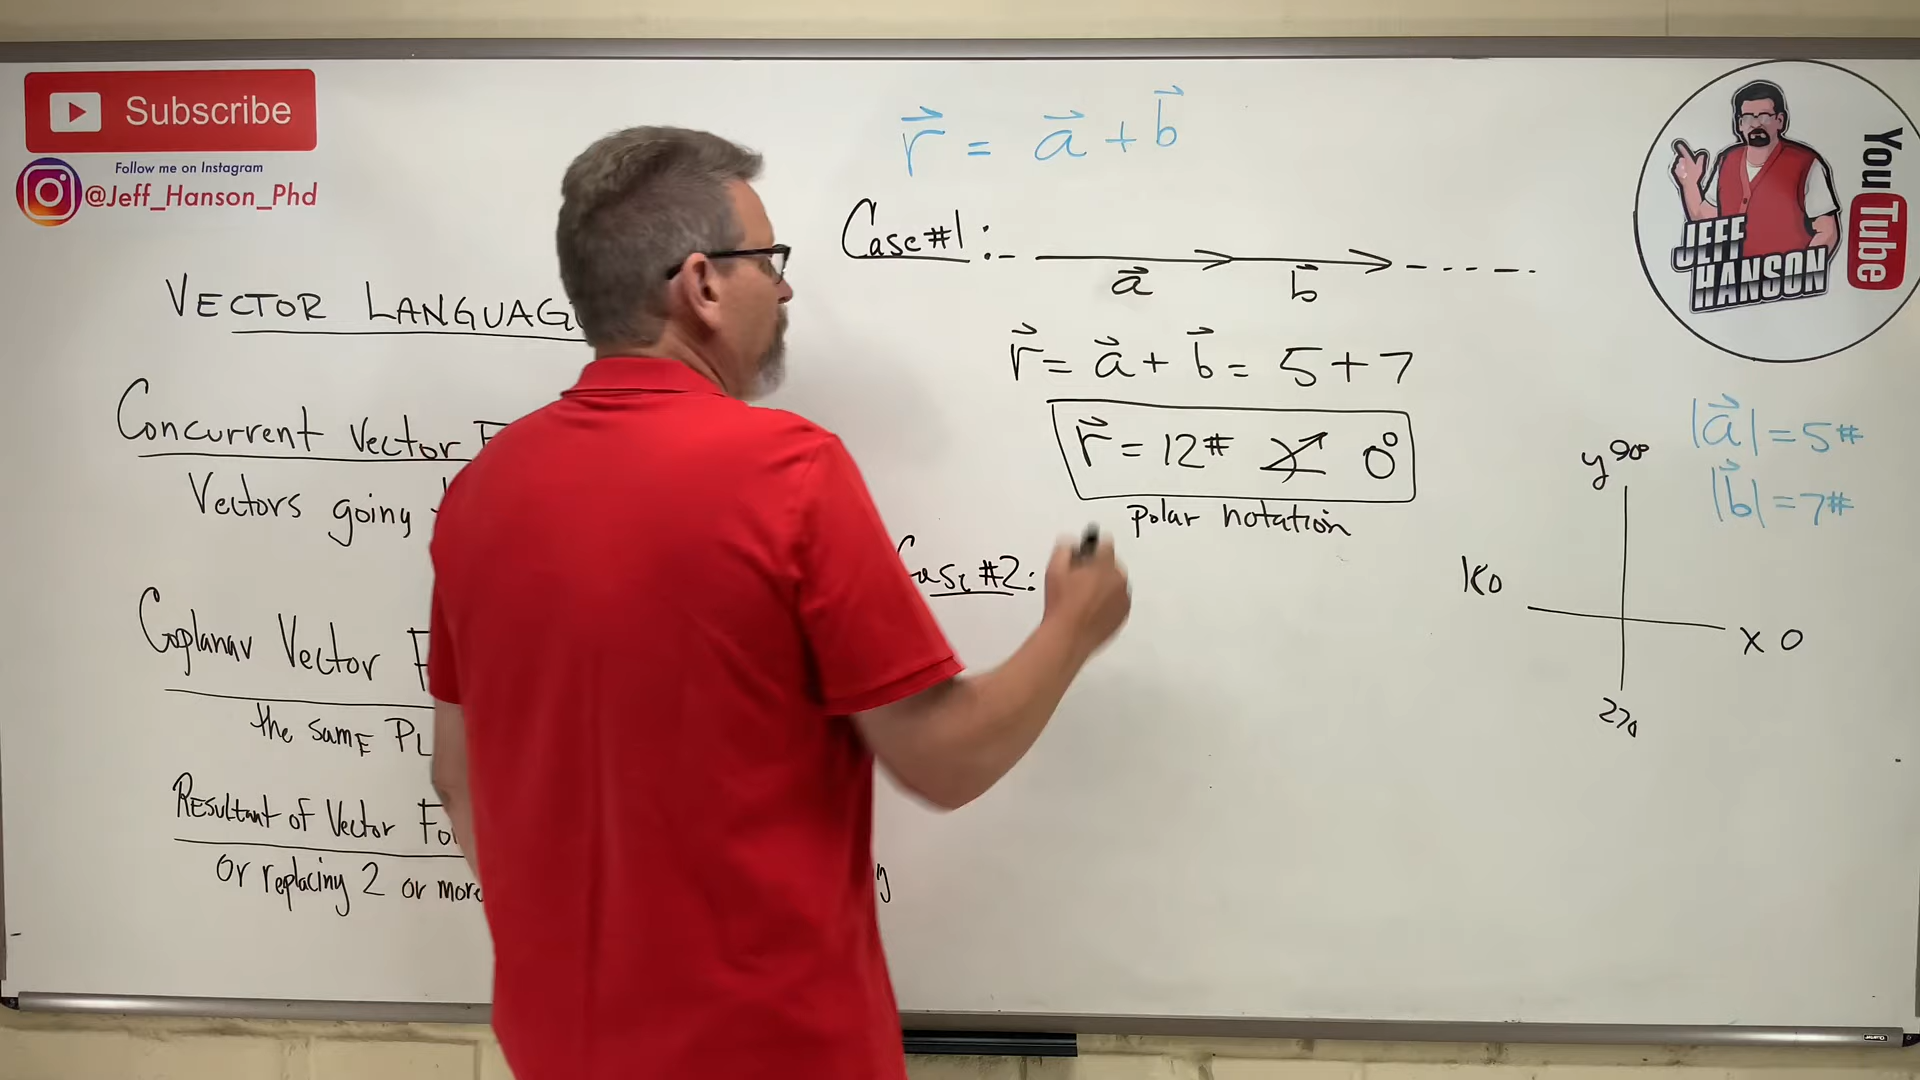 Subscribe
Follow me on Instagram
@Jeff_Hanson_Phd
VECTOR LANGUAG
Concurrent Vector F
Vectors going
Coplanar Vector F
the SAME PL
Resultant of Vector Fo
Or replacing 2 or more
r⃗ = a⃗ + b⃗
Case #1:
a⃗ b⃗
r⃗ = a⃗ + b⃗ = 5 + 7
r⃗ = 12# 0°
Polar notation
Case #2:
|a⃗| = 5#
|b⃗| = 7#
y 90°
180
x 0
270
JEFF
HANSON
YouTube